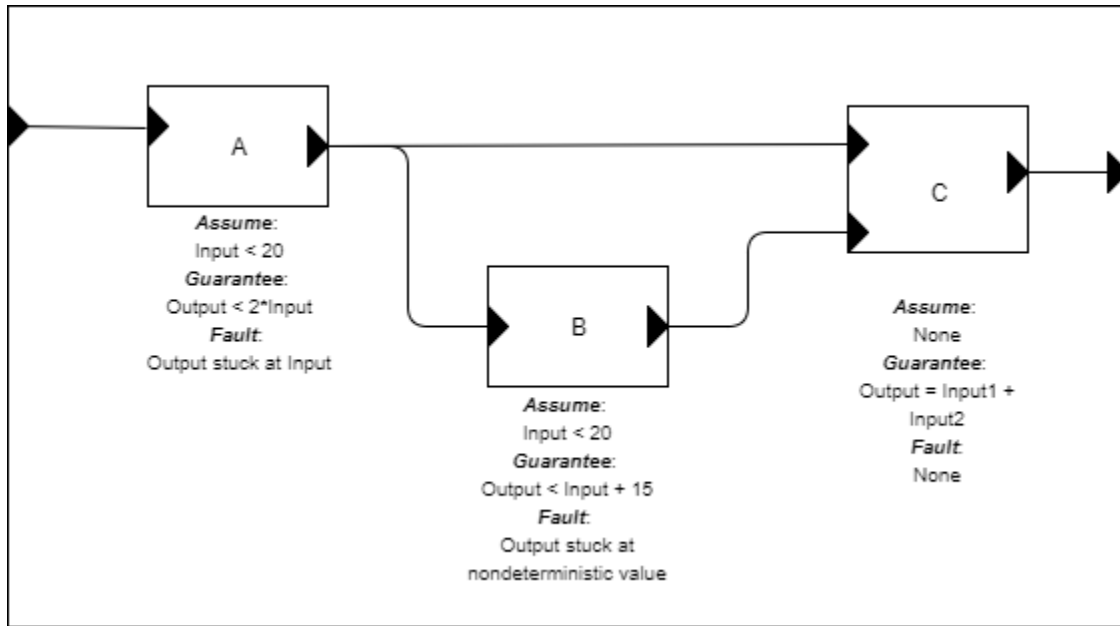 A
Assume:
Input < 20
Guarantee:
Output < 2*Input
Fault:
Output stuck at Input
B
Assume:
Input < 20
Guarantee:
Output < Input + 15
Fault:
Output stuck at
nondeterministic value
C
Assume:
None
Guarantee:
Output = Input1 +
Input2
Fault:
None